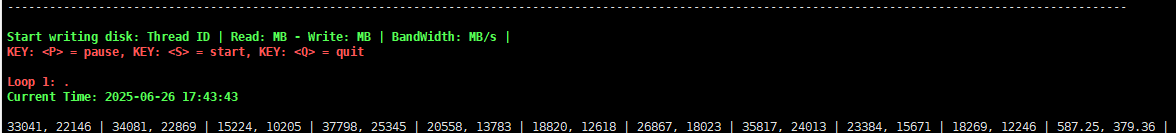 ----------------------------------------------------------------------------------------------------------------------------------------------------------------
Start writing disk: Thread ID | Read: MB - Write: MB | BandWidth: MB/s |
KEY: <P> = pause, KEY: <S> = start, KEY: <Q> = quit
Loop 1: .
Current Time: 2025-06-26 17:43:43
33041, 22146 | 34081, 22869 | 15224, 10205 | 37798, 25345 | 20558, 13783 | 18820, 12618 | 26867, 18023 | 35817, 24013 | 23384, 15671 | 18269, 12246 | 587.25, 379.36 |